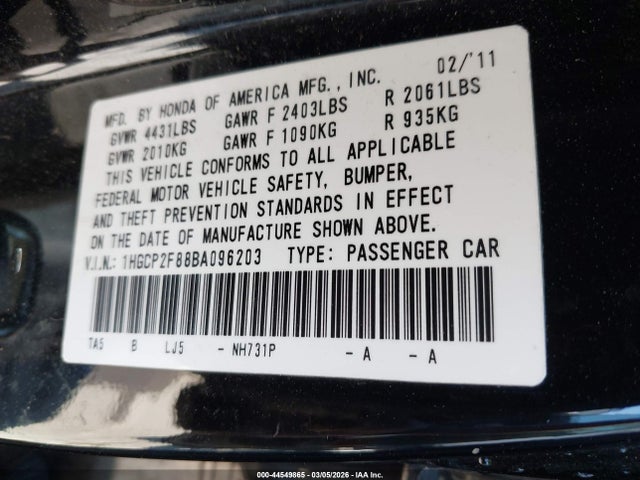 MFD. BY HONDA OF AMERICA MFG., INC. 02/'11
GVWR 4431LBS GAWR F 2403LBS R 2061LBS
GVWR 2010KG GAWR F 1090KG R 935KG
THIS VEHICLE CONFORMS TO ALL APPLICABLE
FEDERAL MOTOR VEHICLE SAFETY, BUMPER,
AND THEFT PREVENTION STANDARDS IN EFFECT
ON THE DATE OF MANUFACTURE SHOWN ABOVE.
V.I.N.: 1HGCP2F88BA096203 TYPE: PASSENGER CAR
TA5 B LJ5 - NH731P - A - A
000-44549865 - 03/05/2026 - IAA Inc.